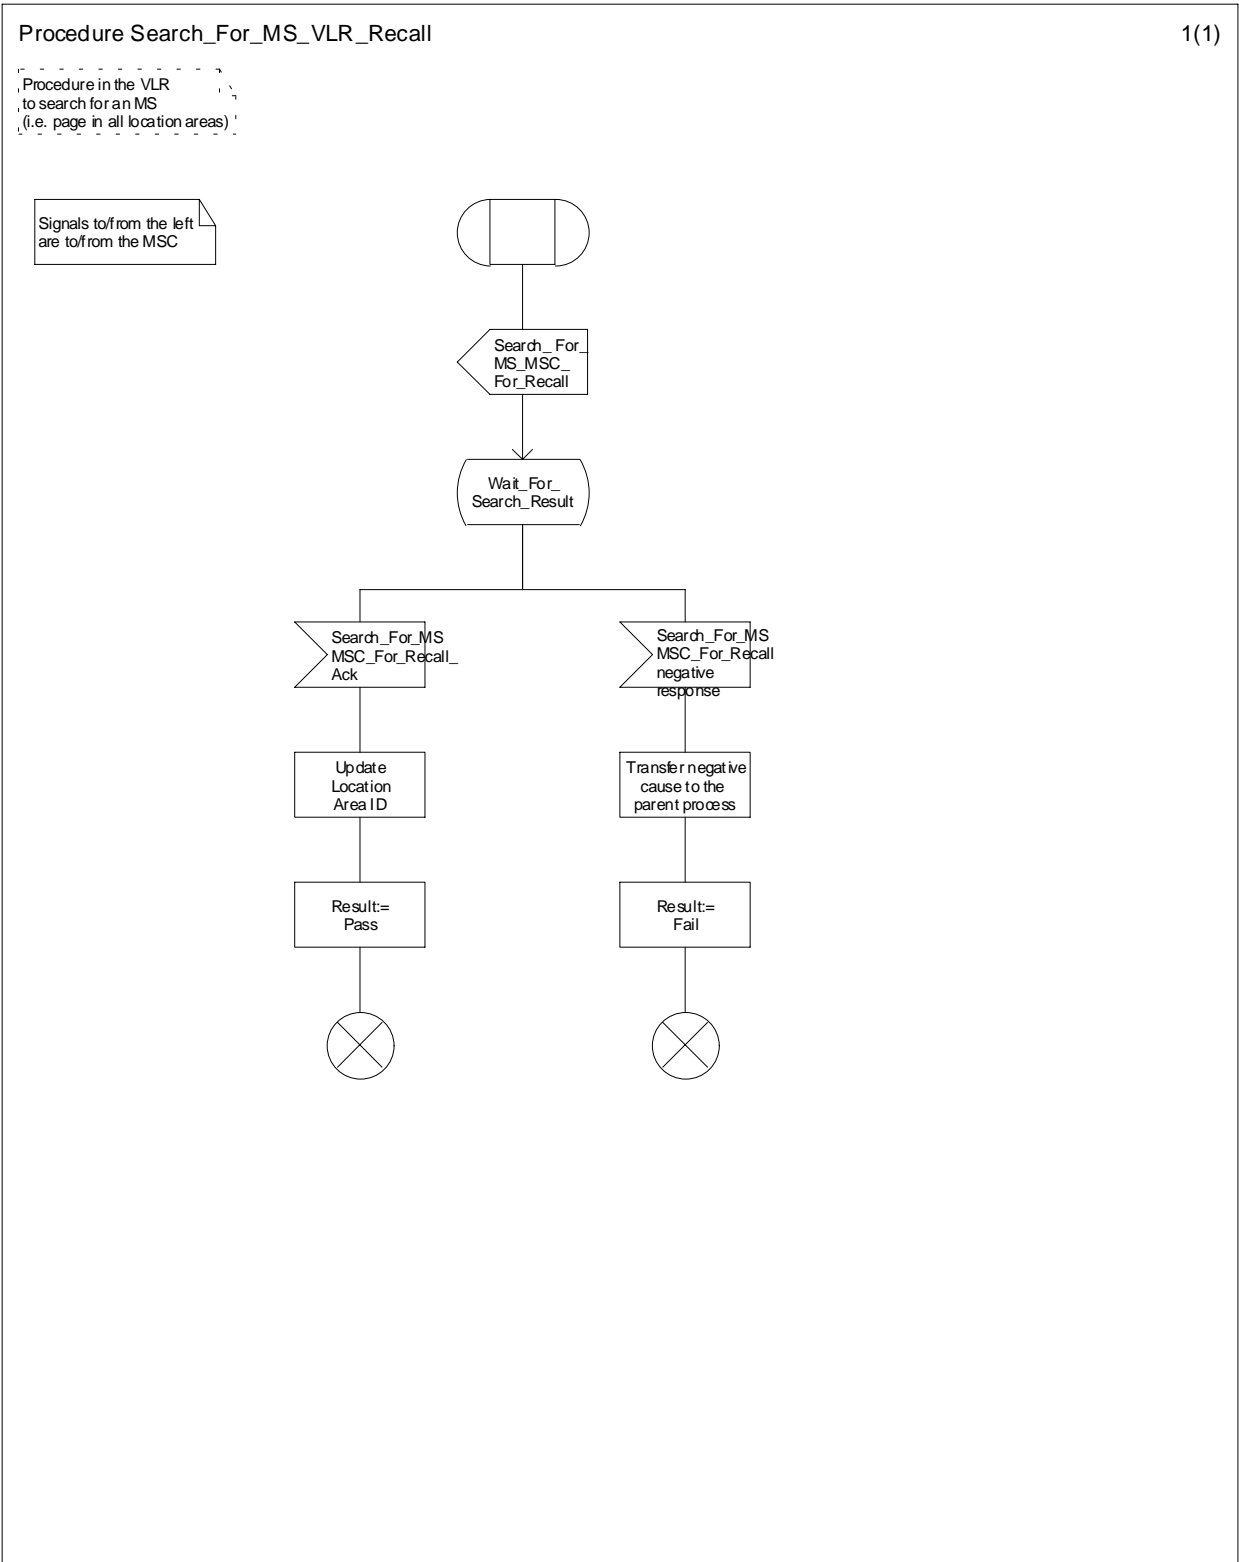 Procedure Search_For_MS_VLR_Recall
1(1)
Procedure in the VLR
to search for an MS
(i.e. page in all location areas)
Signals to/from the left
are to/from the MSC
Search_For_
MS_MSC_
For_Recall
Wait_For_
Search_Result
Search_For_MS
MSC_For_Recall_
Ack
Search_For_MS
MSC_For_Recall
negative
response
Update
Location
Area ID
Transfer negative
cause to the
parent process
Result:=
Pass
Result:=
Fail